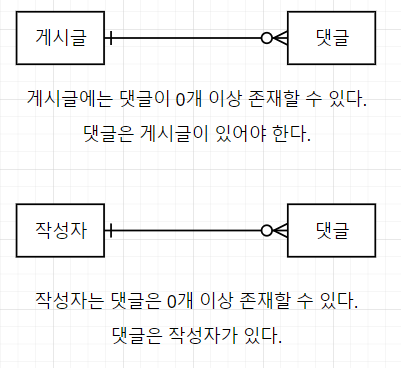 게시글 댓글
게시글에는 댓글이 0개 이상 존재할 수 있다.
댓글은 게시글이 있어야 한다.
작성자 댓글
작성자는 댓글은 0개 이상 존재할 수 있다.
댓글은 작성자가 있다.